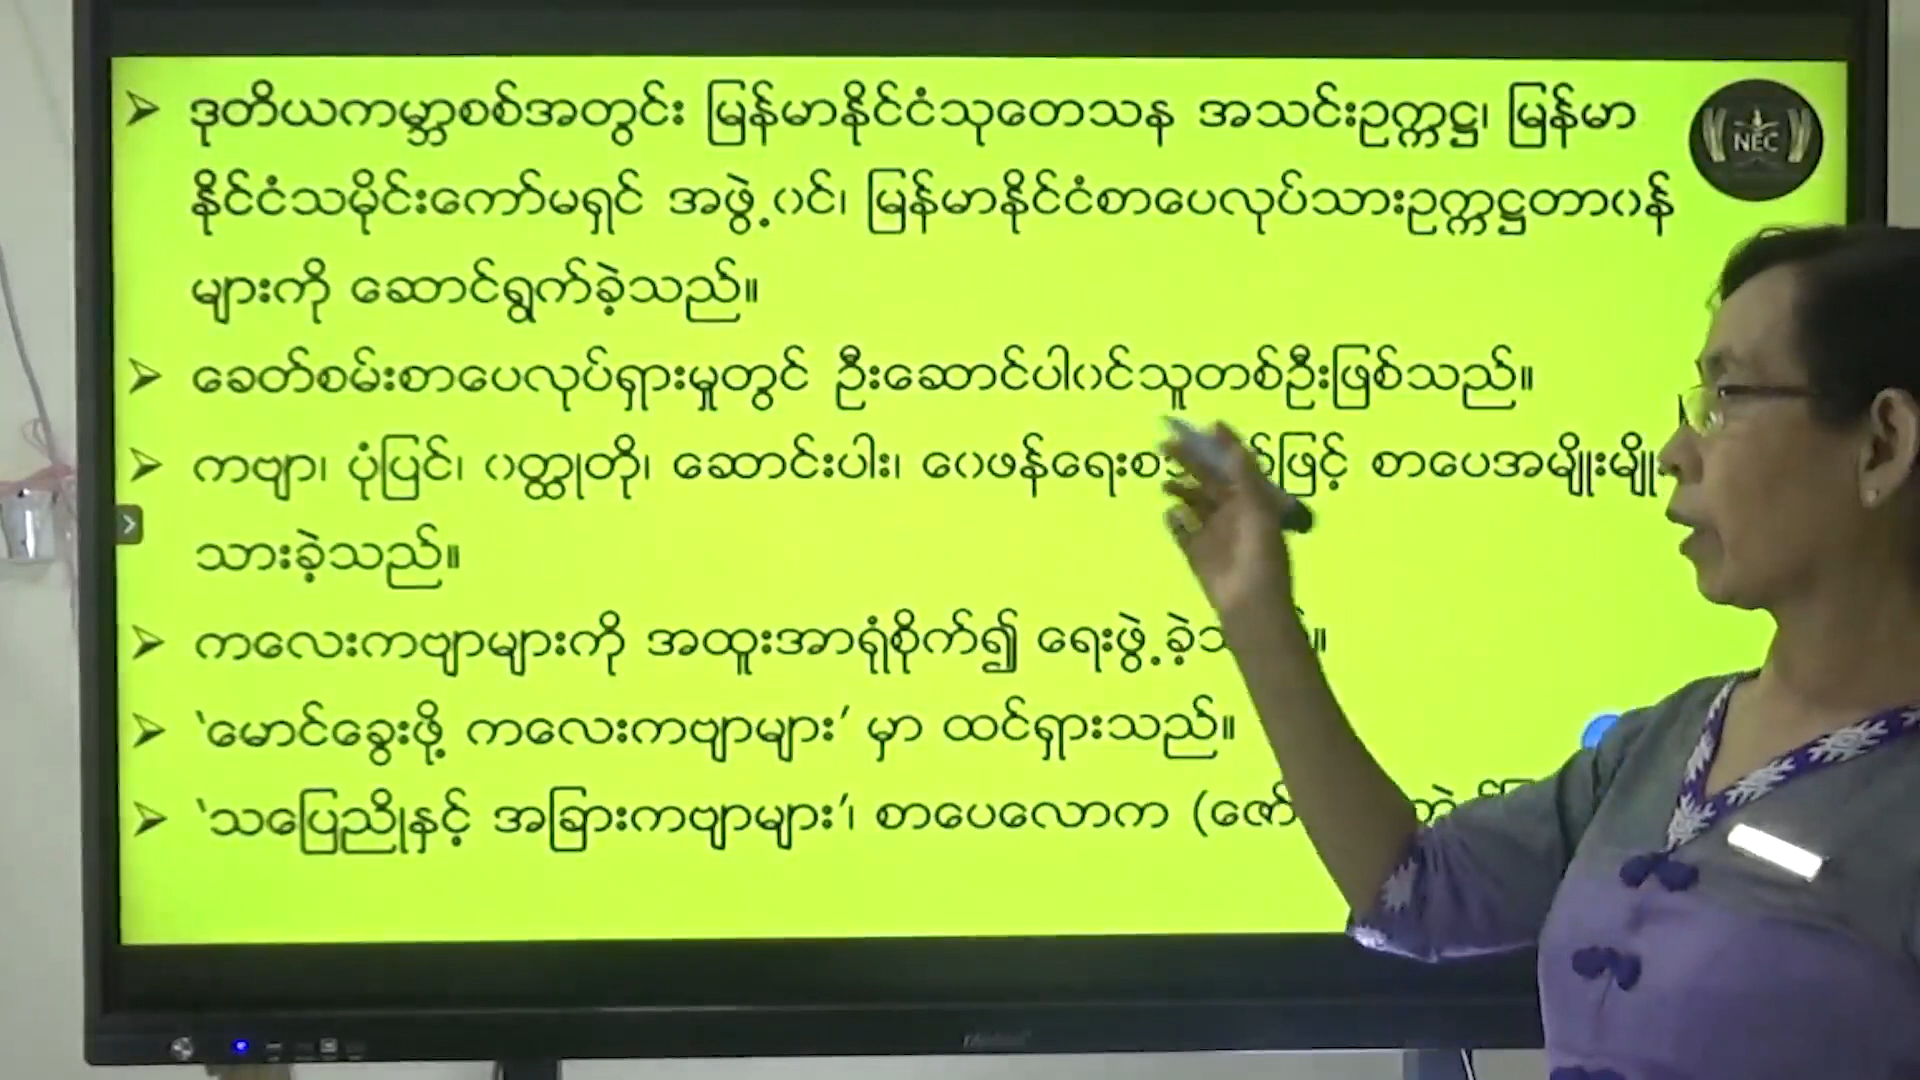 ➢ ဒုတိယကမ္ဘာစစ်အတွင်း မြန်မာနိုင်ငံသုတေသန အသင်းဥက္ကဋ္ဌ၊ မြန်မာ
နိုင်ငံသမိုင်းကော်မရှင် အဖွဲ့ဝင်၊ မြန်မာနိုင်ငံစာပေလုပ်သားဥက္ကဋ္ဌတာဝန်
များကို ဆောင်ရွက်ခဲ့သည်။
➢ ခေတ်စမ်းစာပေလုပ်ရှားမှုတွင် ဦးဆောင်ပါဝင်သူတစ်ဦးဖြစ်သည်။
➢ ကဗျာ၊ ပုံပြင်၊ ဝတ္ထုတို၊ ဆောင်းပါး၊ ဝေဖန်ရေး စာပေအမျိုးမျိုး
သားခဲ့သည်။
➢ ကလေးကဗျာများကို အထူးအာရုံစိုက်၍ ရေးဖွဲ့ခဲ့
➢ ‘မောင်ခွေးဖို့ ကလေးကဗျာများ’ မှာ ထင်ရှားသည်။
➢ ‘သပြေညိုနှင့် အခြားကဗျာများ’၊ စာပေလောက (ဇော်
NEC